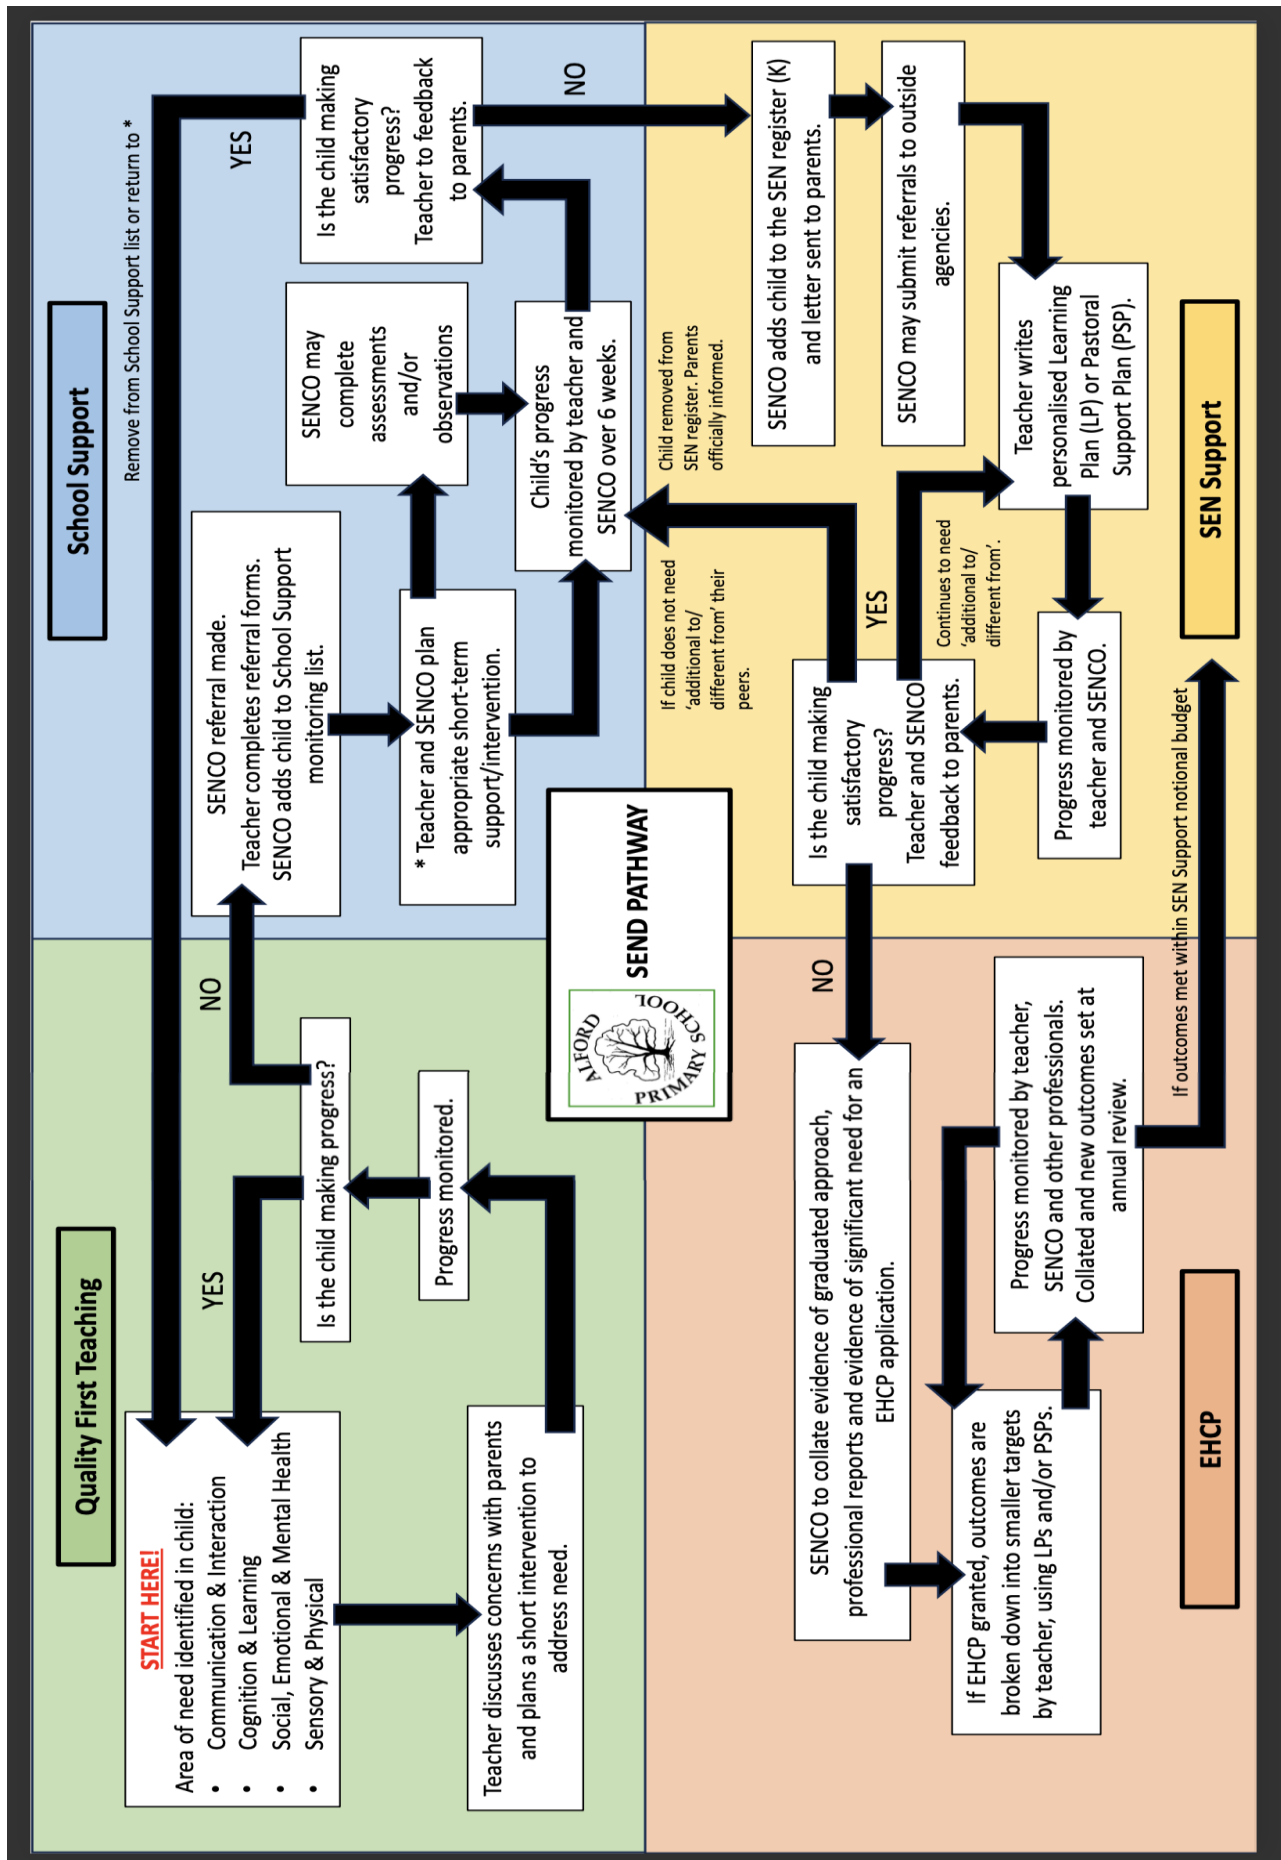 Quality First Teaching
START HERE!
Area of need identified in child:
• Communication & Interaction
• Cognition & Learning
• Social, Emotional & Mental Health
• Sensory & Physical
Teacher discusses concerns with parents
and plans a short intervention to
address need.
Progress monitored.
Is the child making progress?
YES
NO
School Support
Remove from School Support list or return to *
SENCO referral made.
Teacher completes referral forms.
SENCO adds child to School Support
monitoring list.
* Teacher and SENCO plan
appropriate short-term
support/intervention.
SENCO may
complete
assessments
and/or
observations
Child's progress
monitored by teacher and
SENCO over 6 weeks.
Is the child making
satisfactory
progress?
Teacher to feedback
to parents.
YES
NO
ALFORD
PRIMARY SCHOOL
SEND PATHWAY
SENCO adds child to the SEN register (K)
and letter sent to parents.
SENCO may submit referrals to outside
agencies.
Teacher writes
personalised Learning
Plan (LP) or Pastoral
Support Plan (PSP).
Progress monitored by
teacher and SENCO.
Is the child making
satisfactory
progress?
Teacher and SENCO
feedback to parents.
YES
If child does not need
'additional to/
different from' their
peers.
Child removed from
SEN register. Parents
officially informed.
Continues to need
'additional to/
different from'.
SEN Support
NO
SENCO to collate evidence of graduated approach,
professional reports and evidence of significant need for an
EHCP application.
If EHCP granted, outcomes are
broken down into smaller targets
by teacher, using LPs and/or PSPs.
Progress monitored by teacher,
SENCO and other professionals.
Collated and new outcomes set at
annual review.
If outcomes met within SEN Support notional budget
EHCP